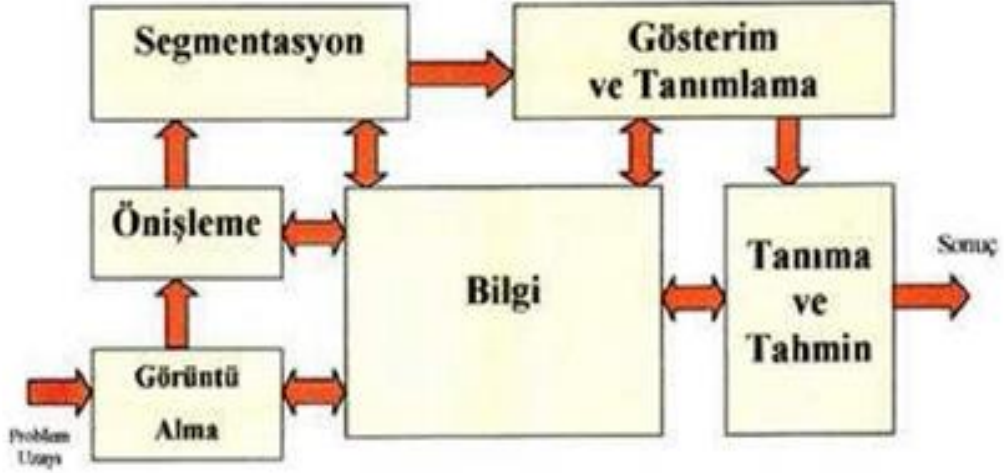 Segmentasyon
Gösterim
ve Tanımlama
Önişleme
Bilgi
Tanıma
ve
Tahmin
Sonuç
Görüntü
Alma
Problem
Uzayı